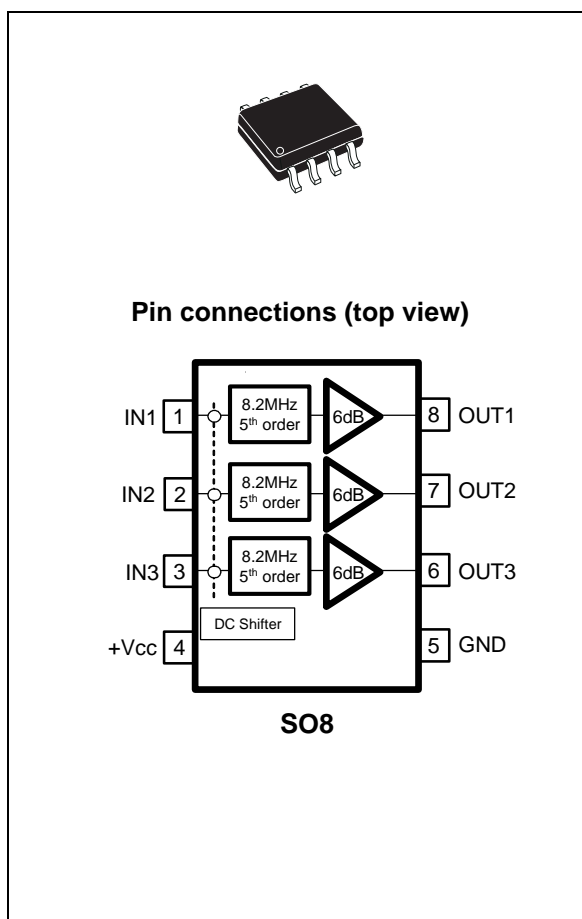 Pin connections (top view)
IN1 1 8.2MHz 5th order 6dB 8 OUT1
IN2 2 8.2MHz 5th order 6dB 7 OUT2
IN3 3 8.2MHz 5th order 6dB 6 OUT3
DC Shifter
+Vcc 4 5 GND
SO8